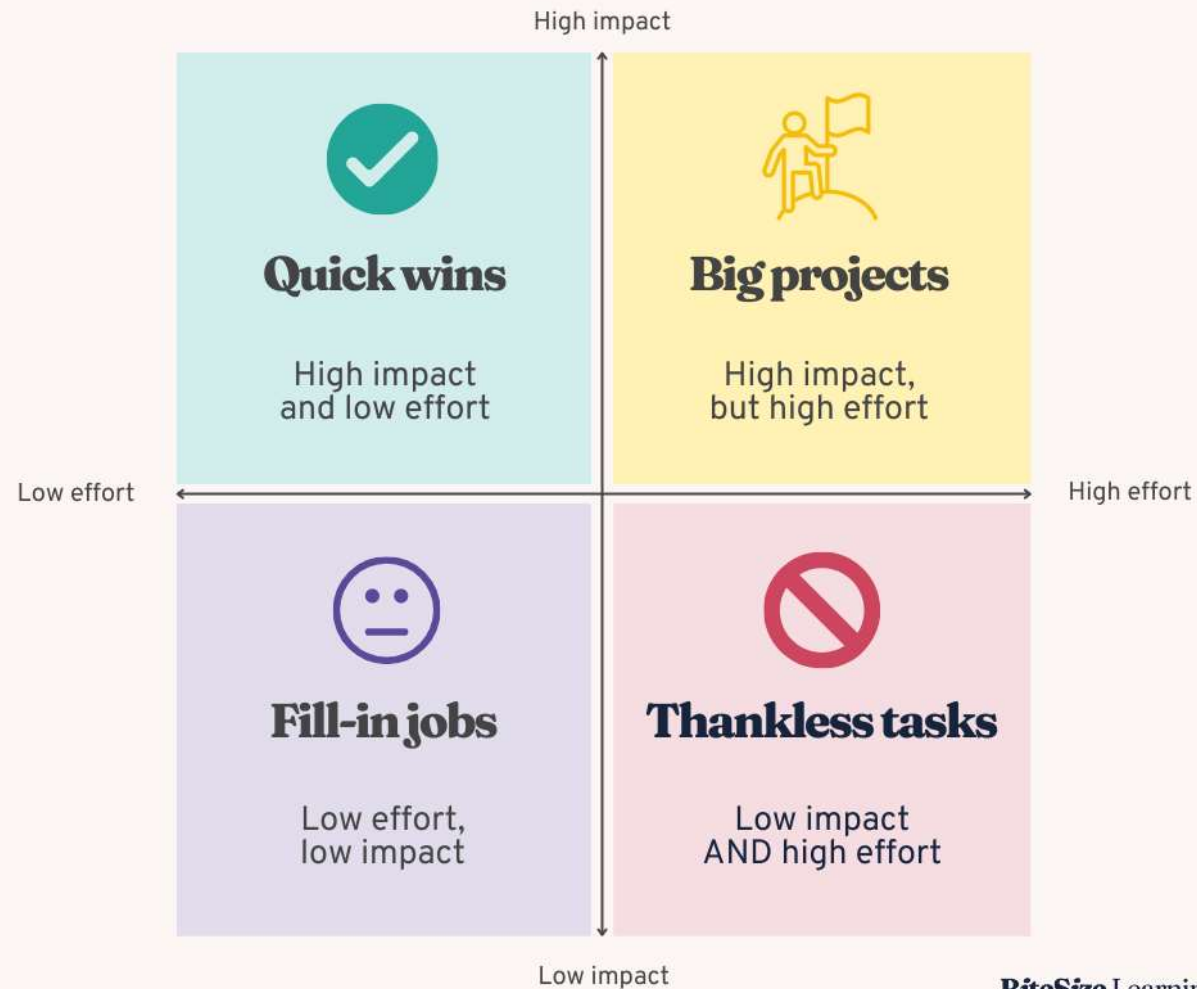 High impact
Quick wins
High impact
and low effort
Big projects
High impact,
but high effort
Low effort
High effort
Fill-in jobs
Low effort,
low impact
Thankless tasks
Low impact
AND high effort
Low impact